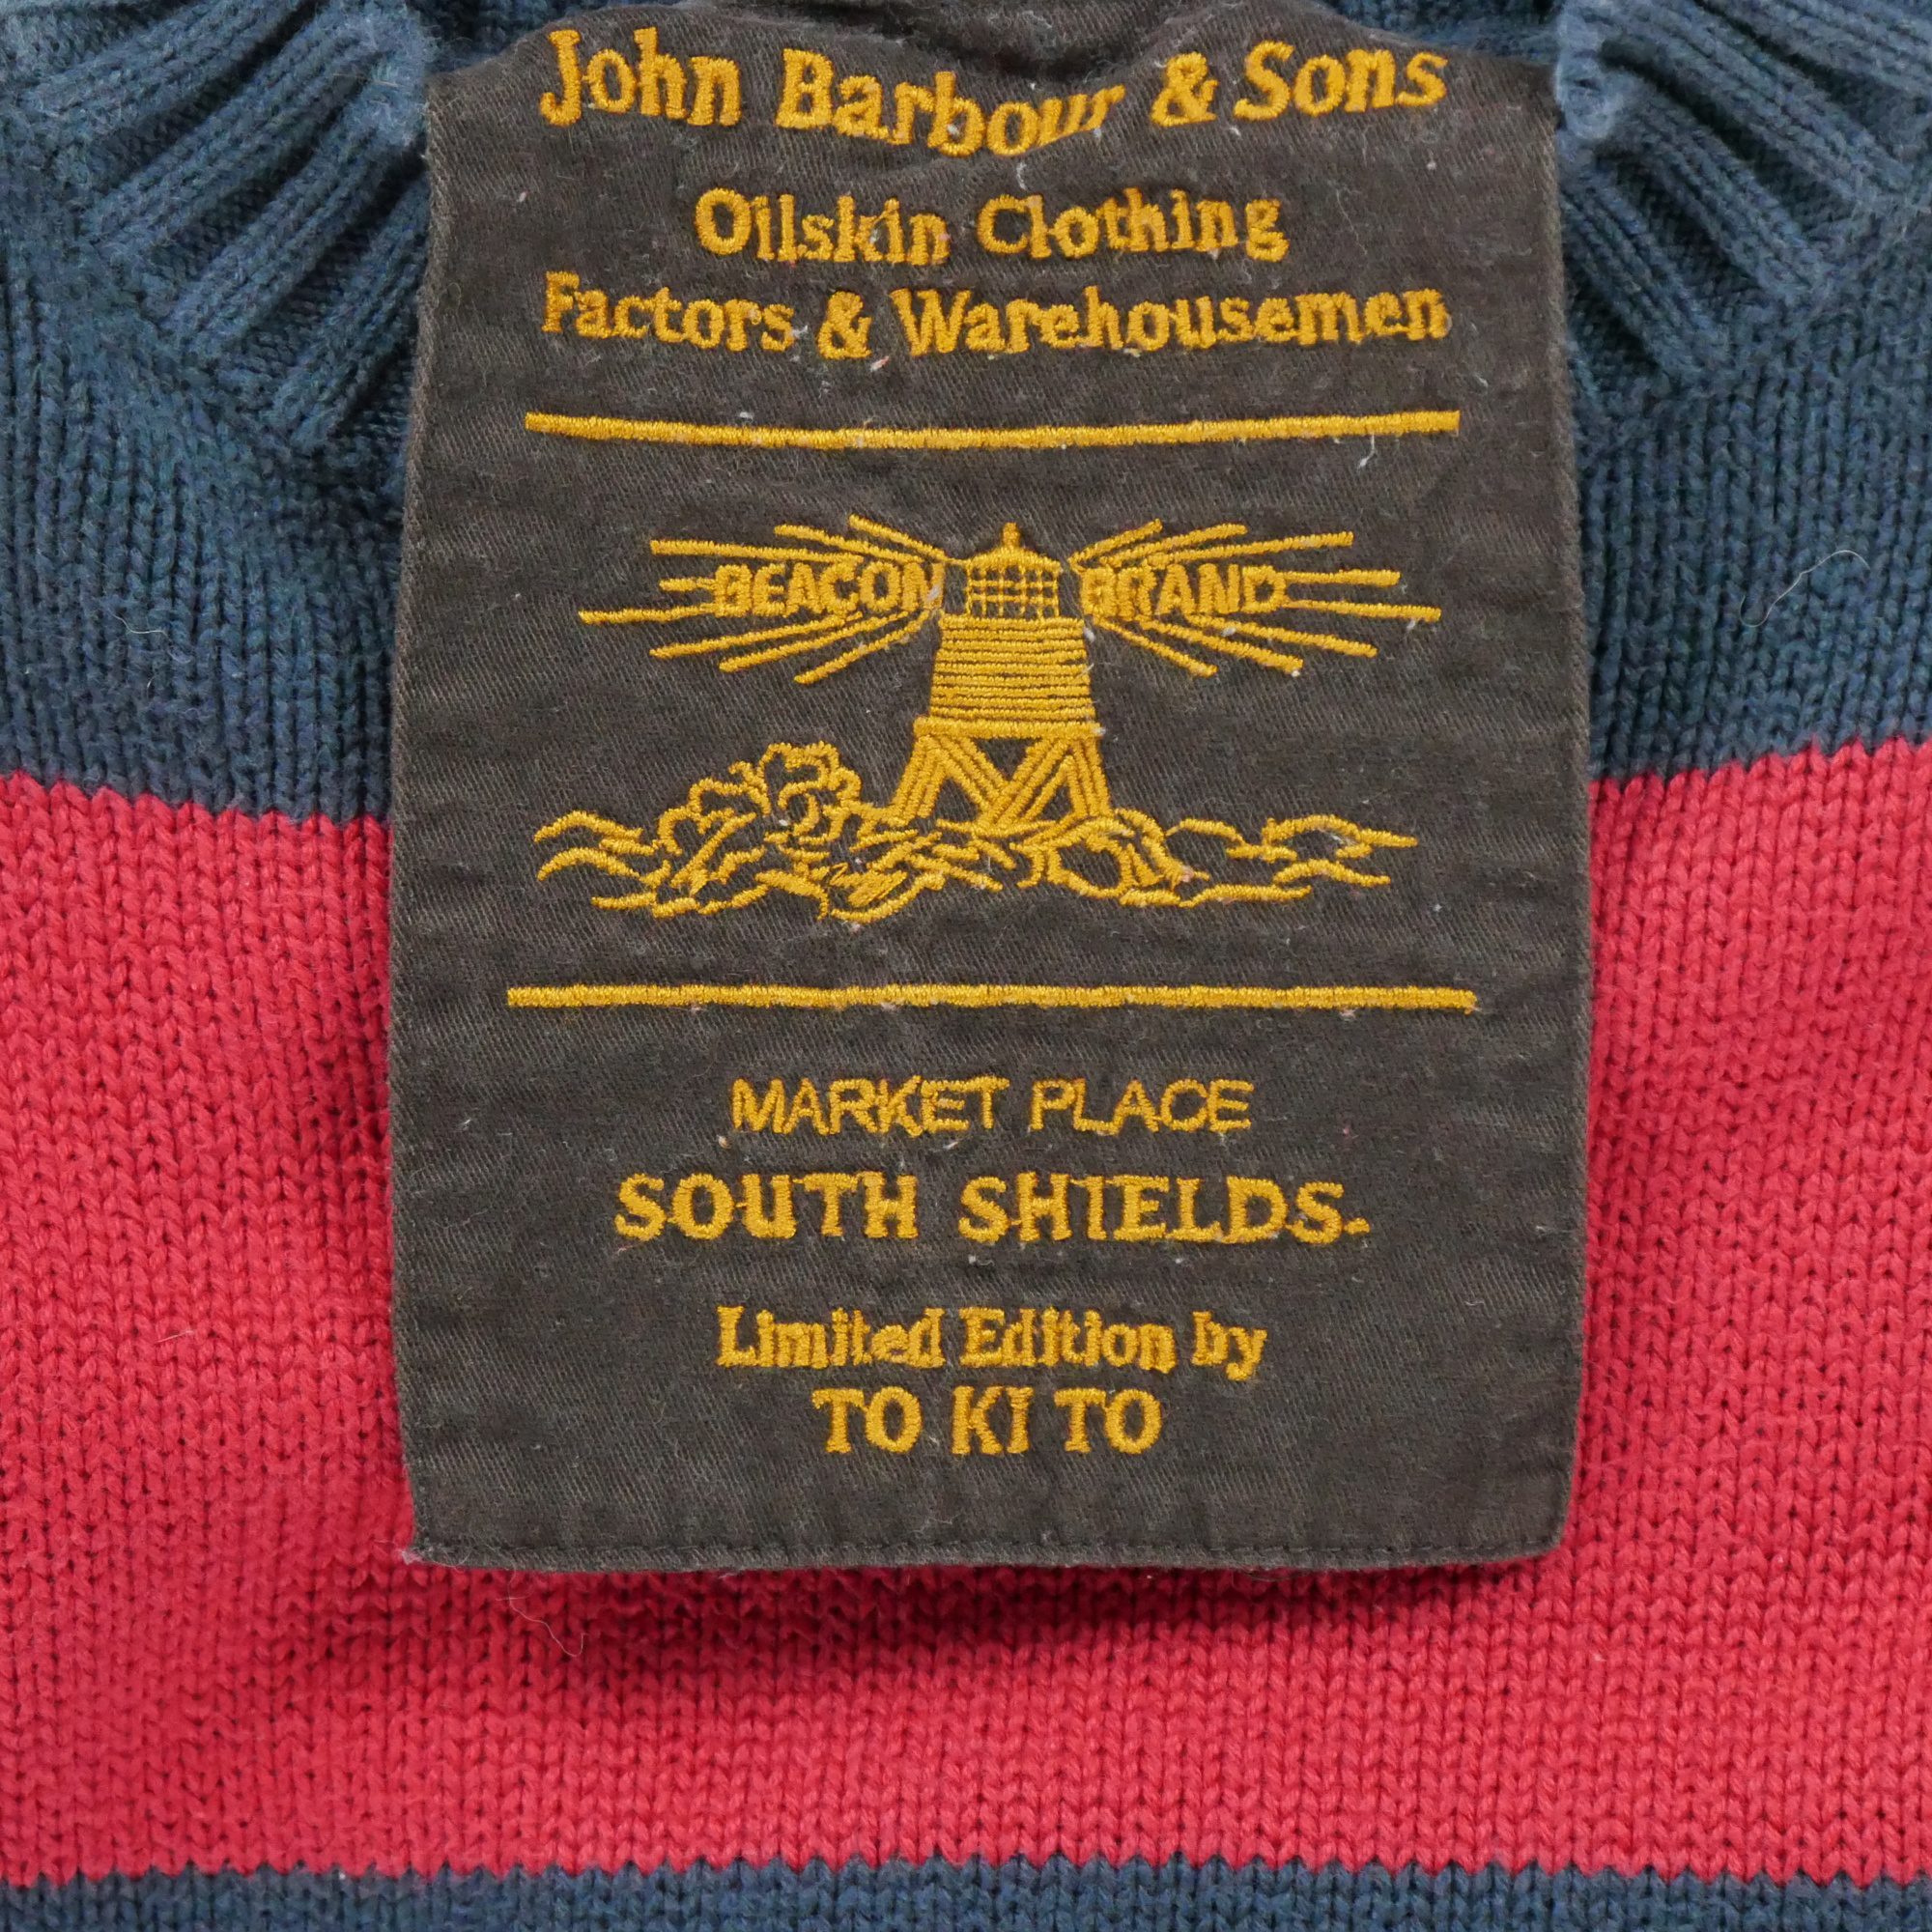 John Barbour & Sons
Oilskin Clothing
Factors & Warehousemen
BEACON BRAND
MARKET PLACE
SOUTH SHIELDS.
Limited Edition by
TO KI TO